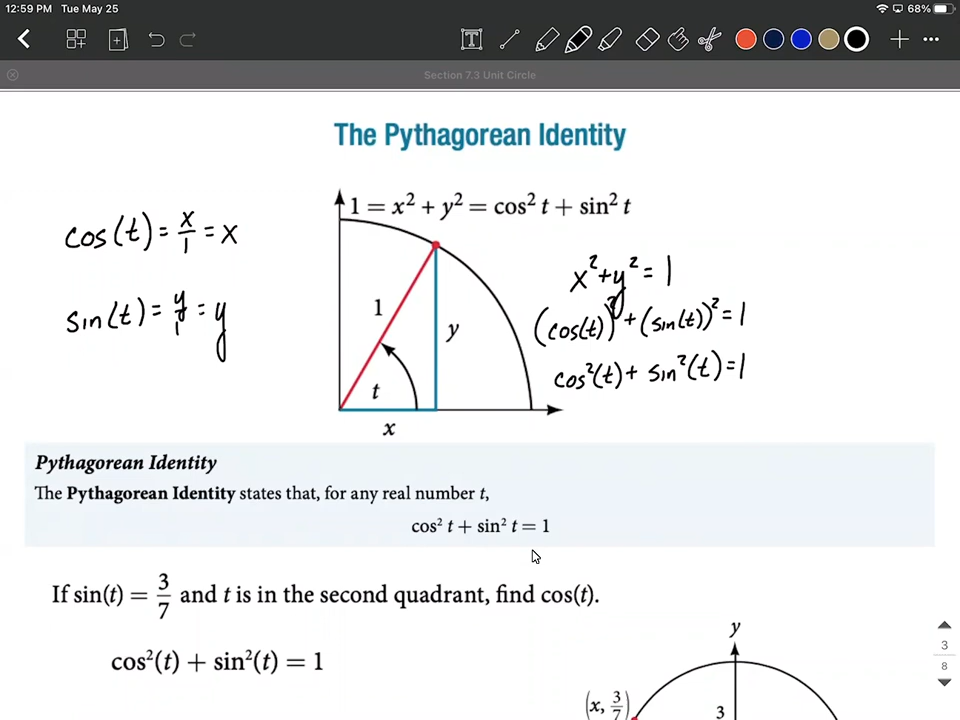 12:59 PM Tue May 25
68%
Section 7.3 Unit Circle
The Pythagorean Identity
1 = x² + y² = cos² t + sin² t
cos(t) = x/1 = x
sin(t) = y/1 = y
1
y
t
x
x² + y² = 1
(cos(t))² + (sin(t))² = 1
cos²(t) + sin²(t) = 1
Pythagorean Identity
The Pythagorean Identity states that, for any real number t,
cos² t + sin² t = 1
If sin(t) = 3/7 and t is in the second quadrant, find cos(t).
cos²(t) + sin²(t) = 1
y
(x, 3/7)
3
3
8